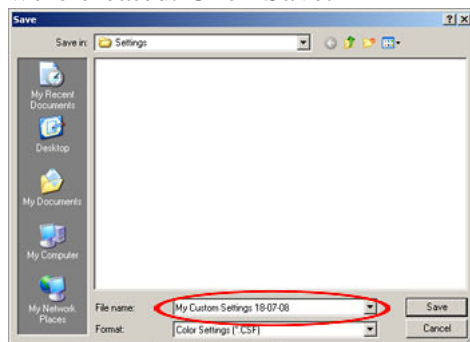 Save
Save in:
Settings
My Recent
Documents
Desktop
My Documents
My Computer
My Network
Places
File name:
My Custom Settings 18-07-08
Save
Format:
Color Settings (*.CSF)
Cancel